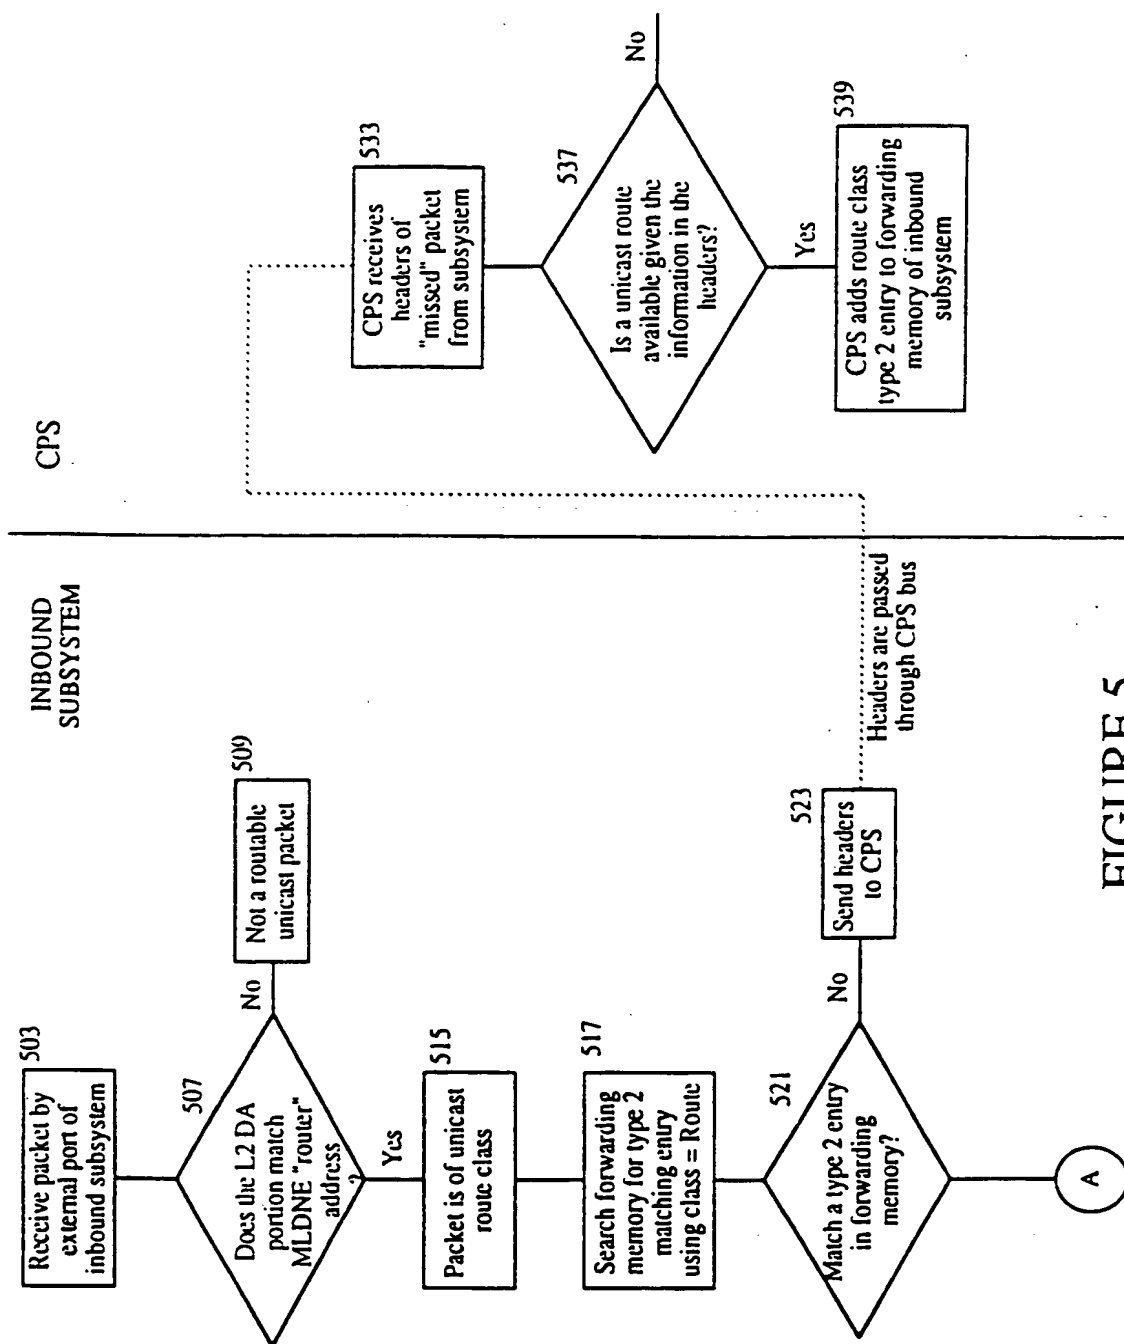 INBOUND
SUBSYSTEM
503
Receive packet by
external port of
inbound subsystem
507
Does the L2 DA
portion match
MLDNE "router"
address
?
No
509
Not a routable
unicast packet
Yes
515
Packet is of unicast
route class
517
Search forwarding
memory for type 2
matching entry
using class = Route
521
Match a type 2 entry
in forwarding
memory?
No
523
Send headers
to CPS
A
Headers are passed
through CPS bus
CPS
533
CPS receives
headers of
"missed" packet
from subsystem
537
Is a unicast route
available given the
information in the
headers?
No
Yes
539
CPS adds route class
type 2 entry to forwarding
memory of inbound
subsystem
FIGURE 5